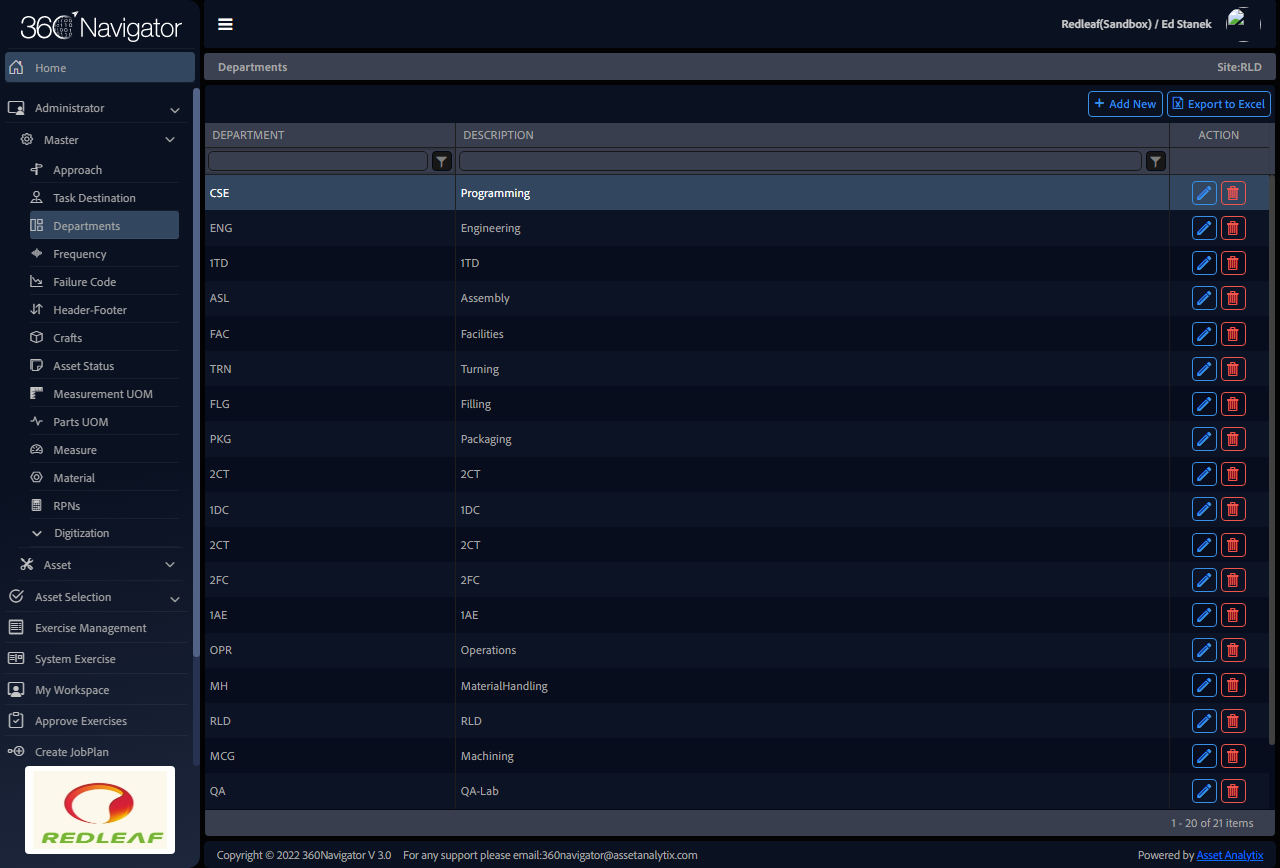 360 Navigator
Redleaf(Sandbox) / Ed Stanek
Home
Departments
Site:RLD
Administrator
Master
Approach
Task Destination
Departments
Frequency
Failure Code
Header-Footer
Crafts
Asset Status
Measurement UOM
Parts UOM
Measure
Material
RPNs
Digitization
Asset
Asset Selection
Exercise Management
System Exercise
My Workspace
Approve Exercises
Create JobPlan
REDLEAF
+ Add New
Export to Excel
DEPARTMENT DESCRIPTION ACTION
CSE Programming
ENG Engineering
1TD 1TD
ASL Assembly
FAC Facilities
TRN Turning
FLG Filling
PKG Packaging
2CT 2CT
1DC 1DC
2CT 2CT
2FC 2FC
1AE 1AE
OPR Operations
MH MaterialHandling
RLD RLD
MCG Machining
QA QA-Lab
1 - 20 of 21 items
Copyright © 2022 360Navigator V 3.0 For any support please email:360navigator@assetanalytix.com
Powered by Asset Analytix